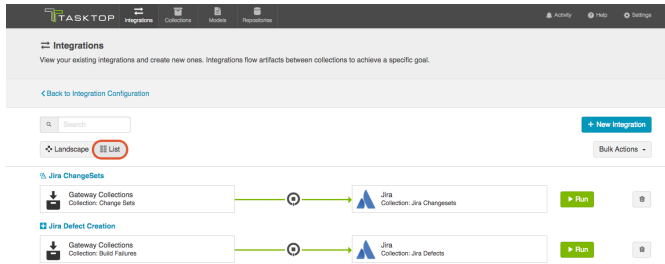 TASKTOP
Integrations
Collections
Models
Repositories
Activity
Help
Settings
Integrations
View your existing integrations and create new ones. Integrations flow artifacts between collections to achieve a specific goal.
Back to Integration Configuration
Search
+ New Integration
Landscape
List
Bulk Actions
Jira ChangeSets
Gateway Collections
Collection: Change Sets
Jira
Collection: Jira Changesets
Run
Jira Defect Creation
Gateway Collections
Collection: Build Failures
Jira
Collection: Jira Defects
Run